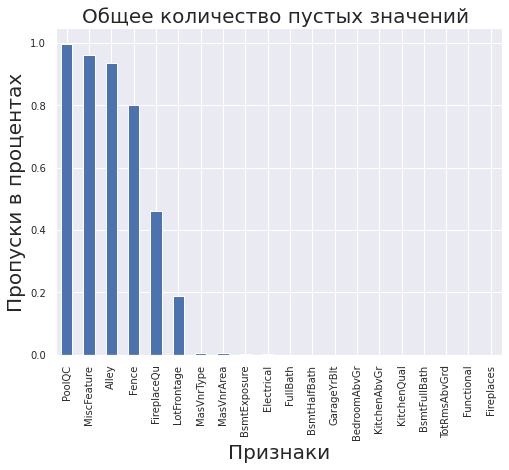 Общее количество пустых значений
Пропуски в процентах
1.0
0.8
0.6
0.4
0.2
0.0
PoolQC
MiscFeature
Alley
Fence
FireplaceQu
LotFrontage
MasVnrType
MasVnrArea
BsmtExposure
Electrical
FullBath
BsmtHalfBath
GarageYrBlt
BedroomAbvGr
KitchenAbvGr
KitchenQual
BsmtFullBath
TotRmsAbvGrd
Functional
Fireplaces
Признаки